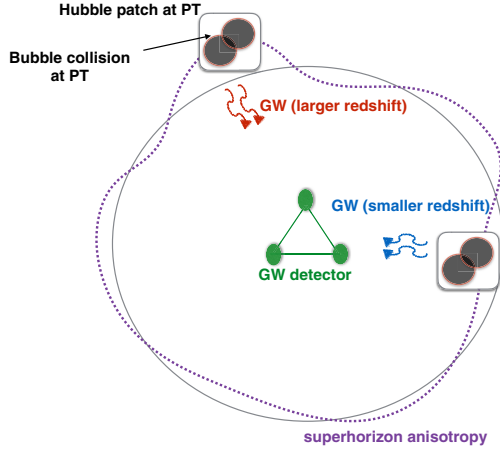 Hubble patch at PT
Bubble collision
at PT
GW (larger redshift)
GW (smaller redshift)
GW detector
superhorizon anisotropy